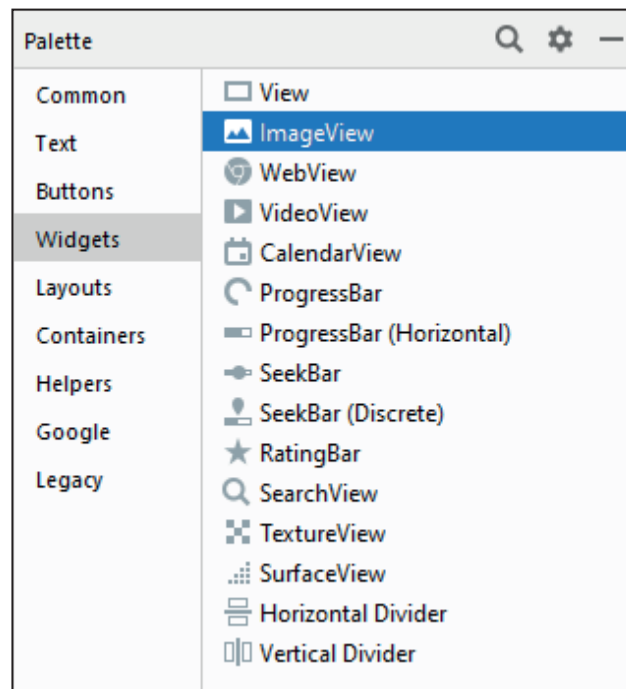 Palette
Common
Text
Buttons
Widgets
Layouts
Containers
Helpers
Google
Legacy
View
ImageView
WebView
VideoView
CalendarView
ProgressBar
ProgressBar (Horizontal)
SeekBar
SeekBar (Discrete)
RatingBar
SearchView
TextureView
SurfaceView
Horizontal Divider
Vertical Divider